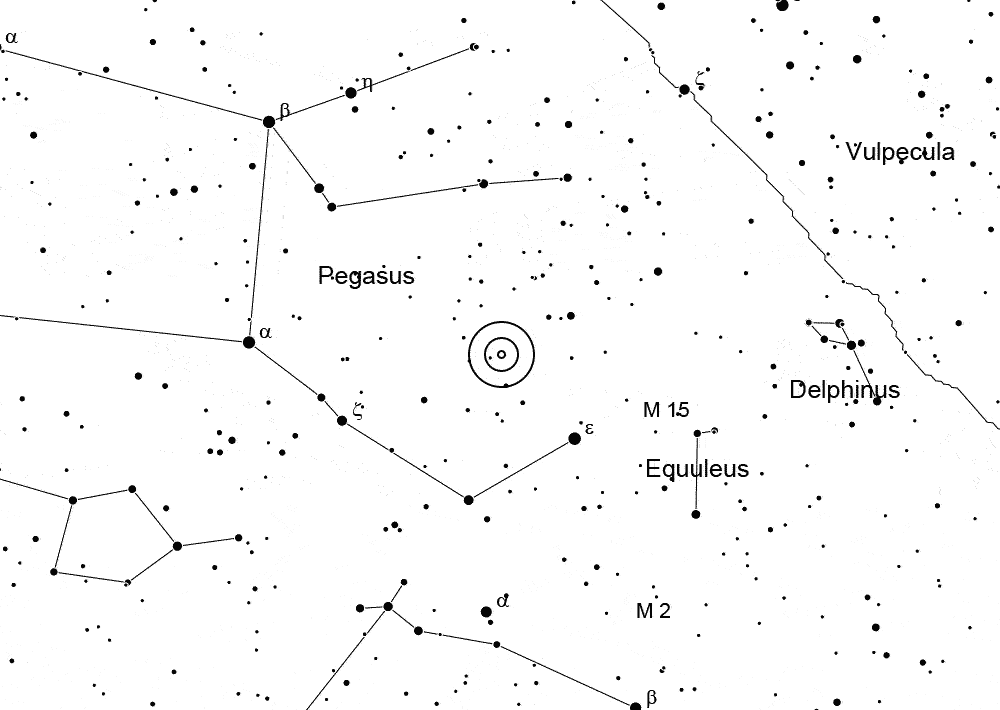 α
η
β
ζ
Vulpecula
Pegasus
α
Delphinus
ζ
M 15
ε
Equuleus
α
M 2
β